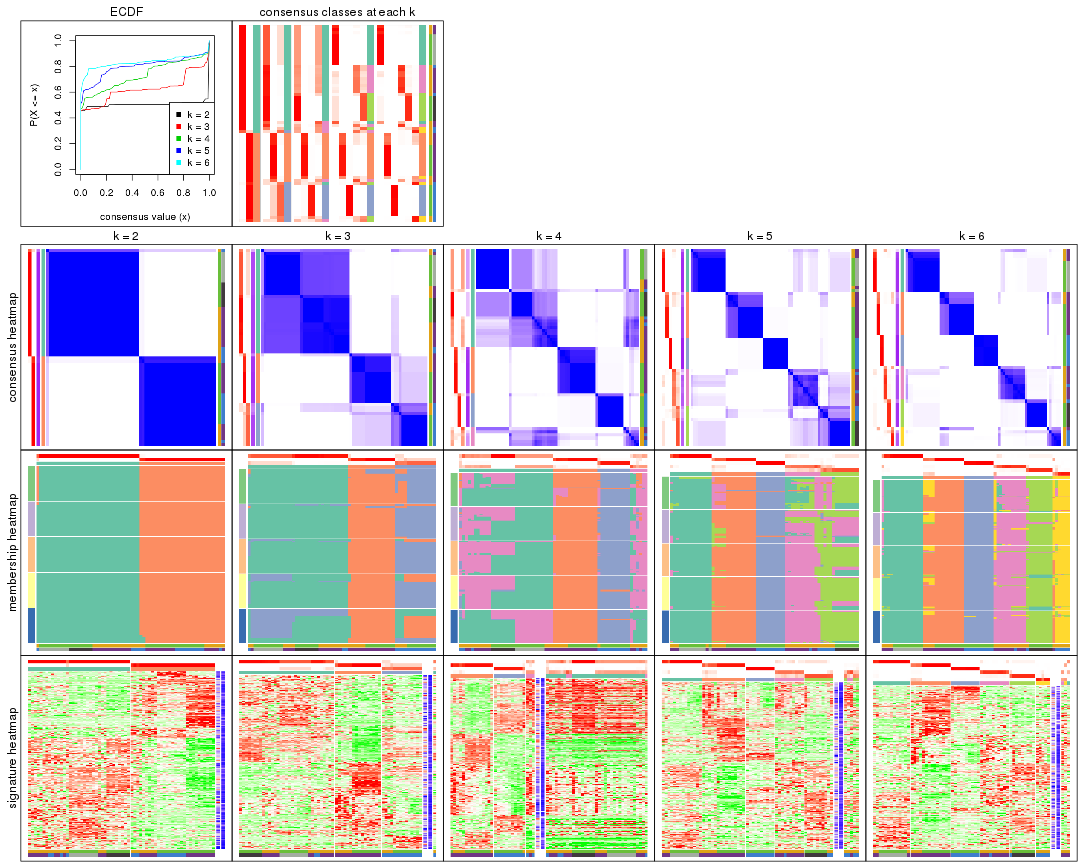 ECDF
consensus classes at each k
P(X <= x)
1.0
0.8
0.6
0.4
0.2
0.0
k = 2
k = 3
k = 4
k = 5
k = 6
0.0 0.2 0.4 0.6 0.8 1.0
consensus value (x)
k = 2
k = 3
k = 4
k = 5
k = 6
consensus heatmap
membership heatmap
signature heatmap